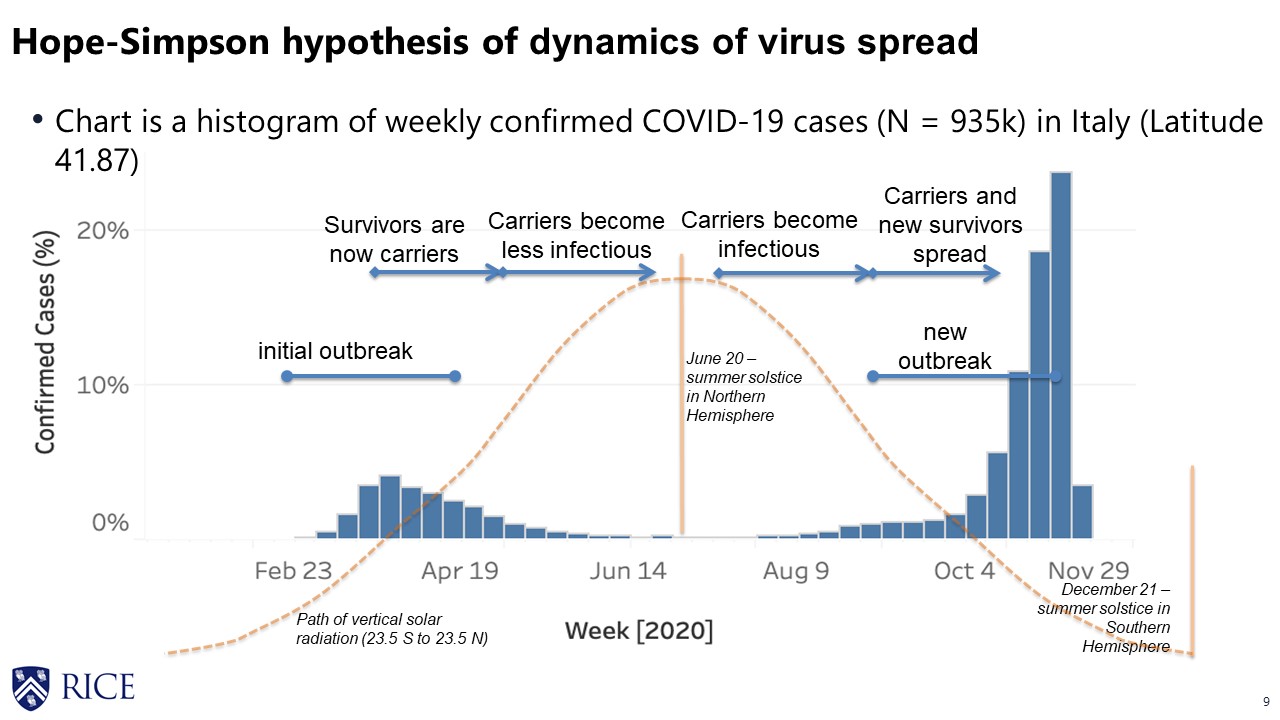 Hope-Simpson hypothesis of dynamics of virus spread
• Chart is a histogram of weekly confirmed COVID-19 cases (N = 935k) in Italy (Latitude
41.87)
Confirmed Cases (%)
20%
10%
0%
Survivors are
now carriers
Carriers become
less infectious
Carriers become
infectious
Carriers and
new survivors
spread
initial outbreak
new
outbreak
June 20 –
summer solstice
in Northern
Hemisphere
Feb 23
Apr 19
Jun 14
Aug 9
Oct 4
Nov 29
December 21 –
summer solstice in
Southern
Hemisphere
Path of vertical solar
radiation (23.5 S to 23.5 N)
Week [2020]
RICE
9